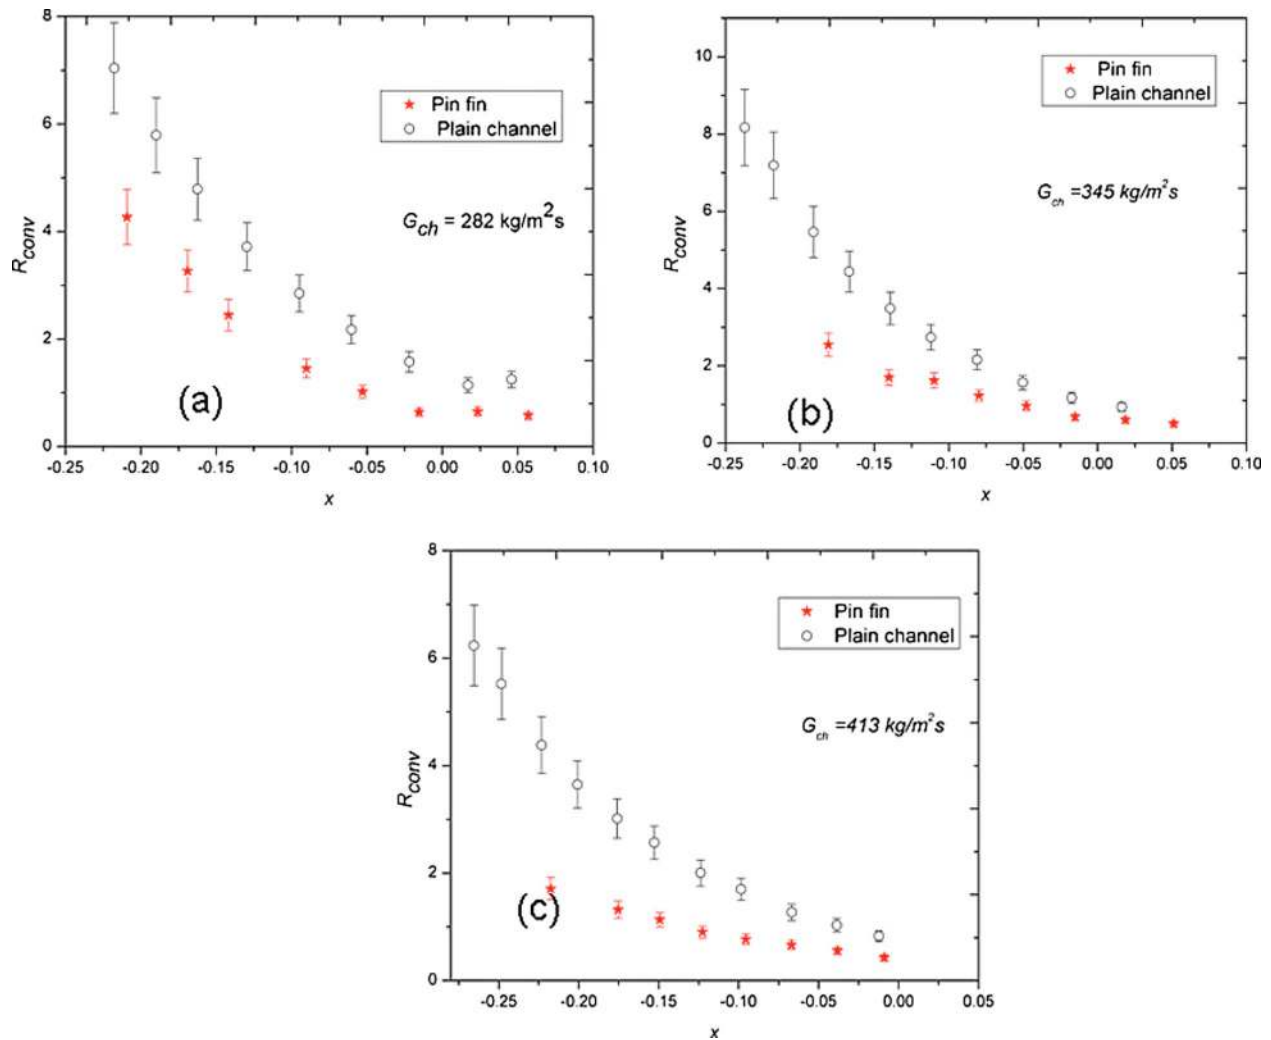 8
6
4
2
0
R_conv
Pin fin
Plain channel
G_ch = 282 kg/m²s
(a)
-0.25 -0.20 -0.15 -0.10 -0.05 0.00 0.05 0.10
x
10
8
6
4
2
0
R_conv
Pin fin
Plain channel
G_ch =345 kg/m²s
(b)
-0.25 -0.20 -0.15 -0.10 -0.05 0.00 0.05 0.10
x
8
6
4
2
0
R_conv
Pin fin
Plain channel
G_ch =413 kg/m²s
(c)
-0.25 -0.20 -0.15 -0.10 -0.05 0.00 0.05
x